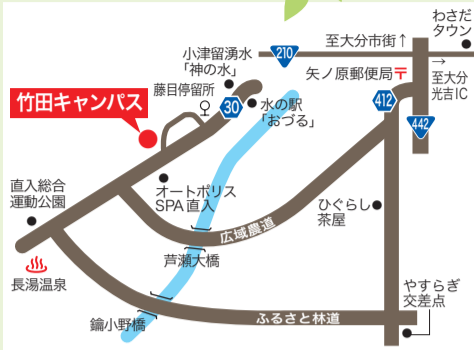 わさだ
タウン
至大分市街↑
210
小津留湧水
「神の水」
矢ノ原郵便局〒
→
至大分
光吉IC
藤目停留所
竹田キャンパス
30
水の駅
「おづる」
412
442
直入総合
運動公園
オートポリス
SPA直入
ひぐらし
茶屋
広域農道
芦瀬大橋
長湯温泉
やすらぎ
交差点
鑰小野橋
ふるさと林道